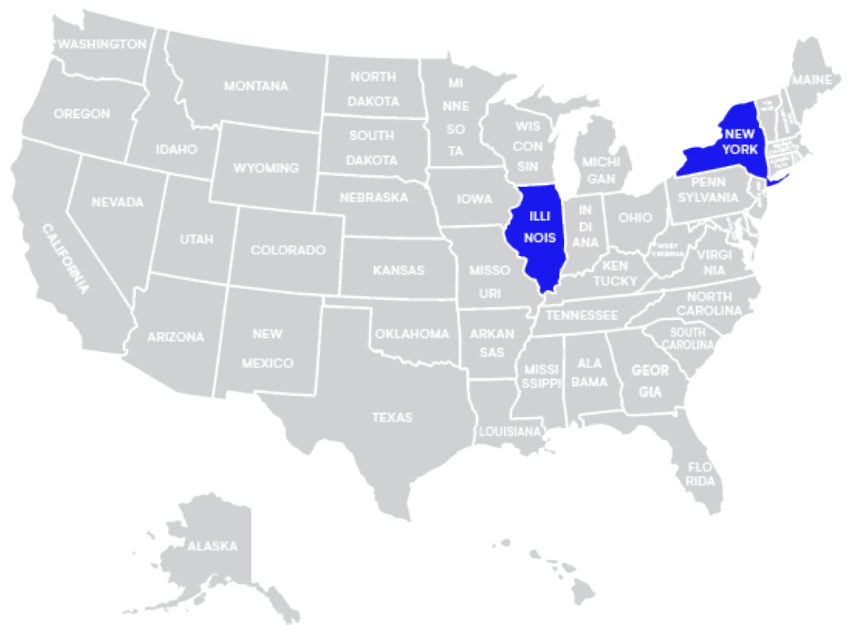 WASHINGTON
MONTANA
NORTH
DAKOTA
MI
NNE
SO
TA
MAINE
OREGON
IDAHO
WYOMING
SOUTH
DAKOTA
WIS
CON
SIN
MICHI
GAN
NEW
YORK
NEVADA
NEBRASKA
IOWA
ILLI
NOIS
IN
DI
ANA
OHIO
PENN
SYLVANIA
CALIFORNIA
UTAH
COLORADO
KANSAS
MISSO
URI
KEN
TUCKY
WEST
VIRGINIA
VIRGI
NIA
ARIZONA
NEW
MEXICO
OKLAHOMA
ARKAN
SAS
TENNESSEE
NORTH
CAROLINA
SOUTH
CAROLINA
TEXAS
LOUISIANA
MISSI
SSIPPI
ALA
BAMA
GEOR
GIA
FLO
RIDA
ALASKA